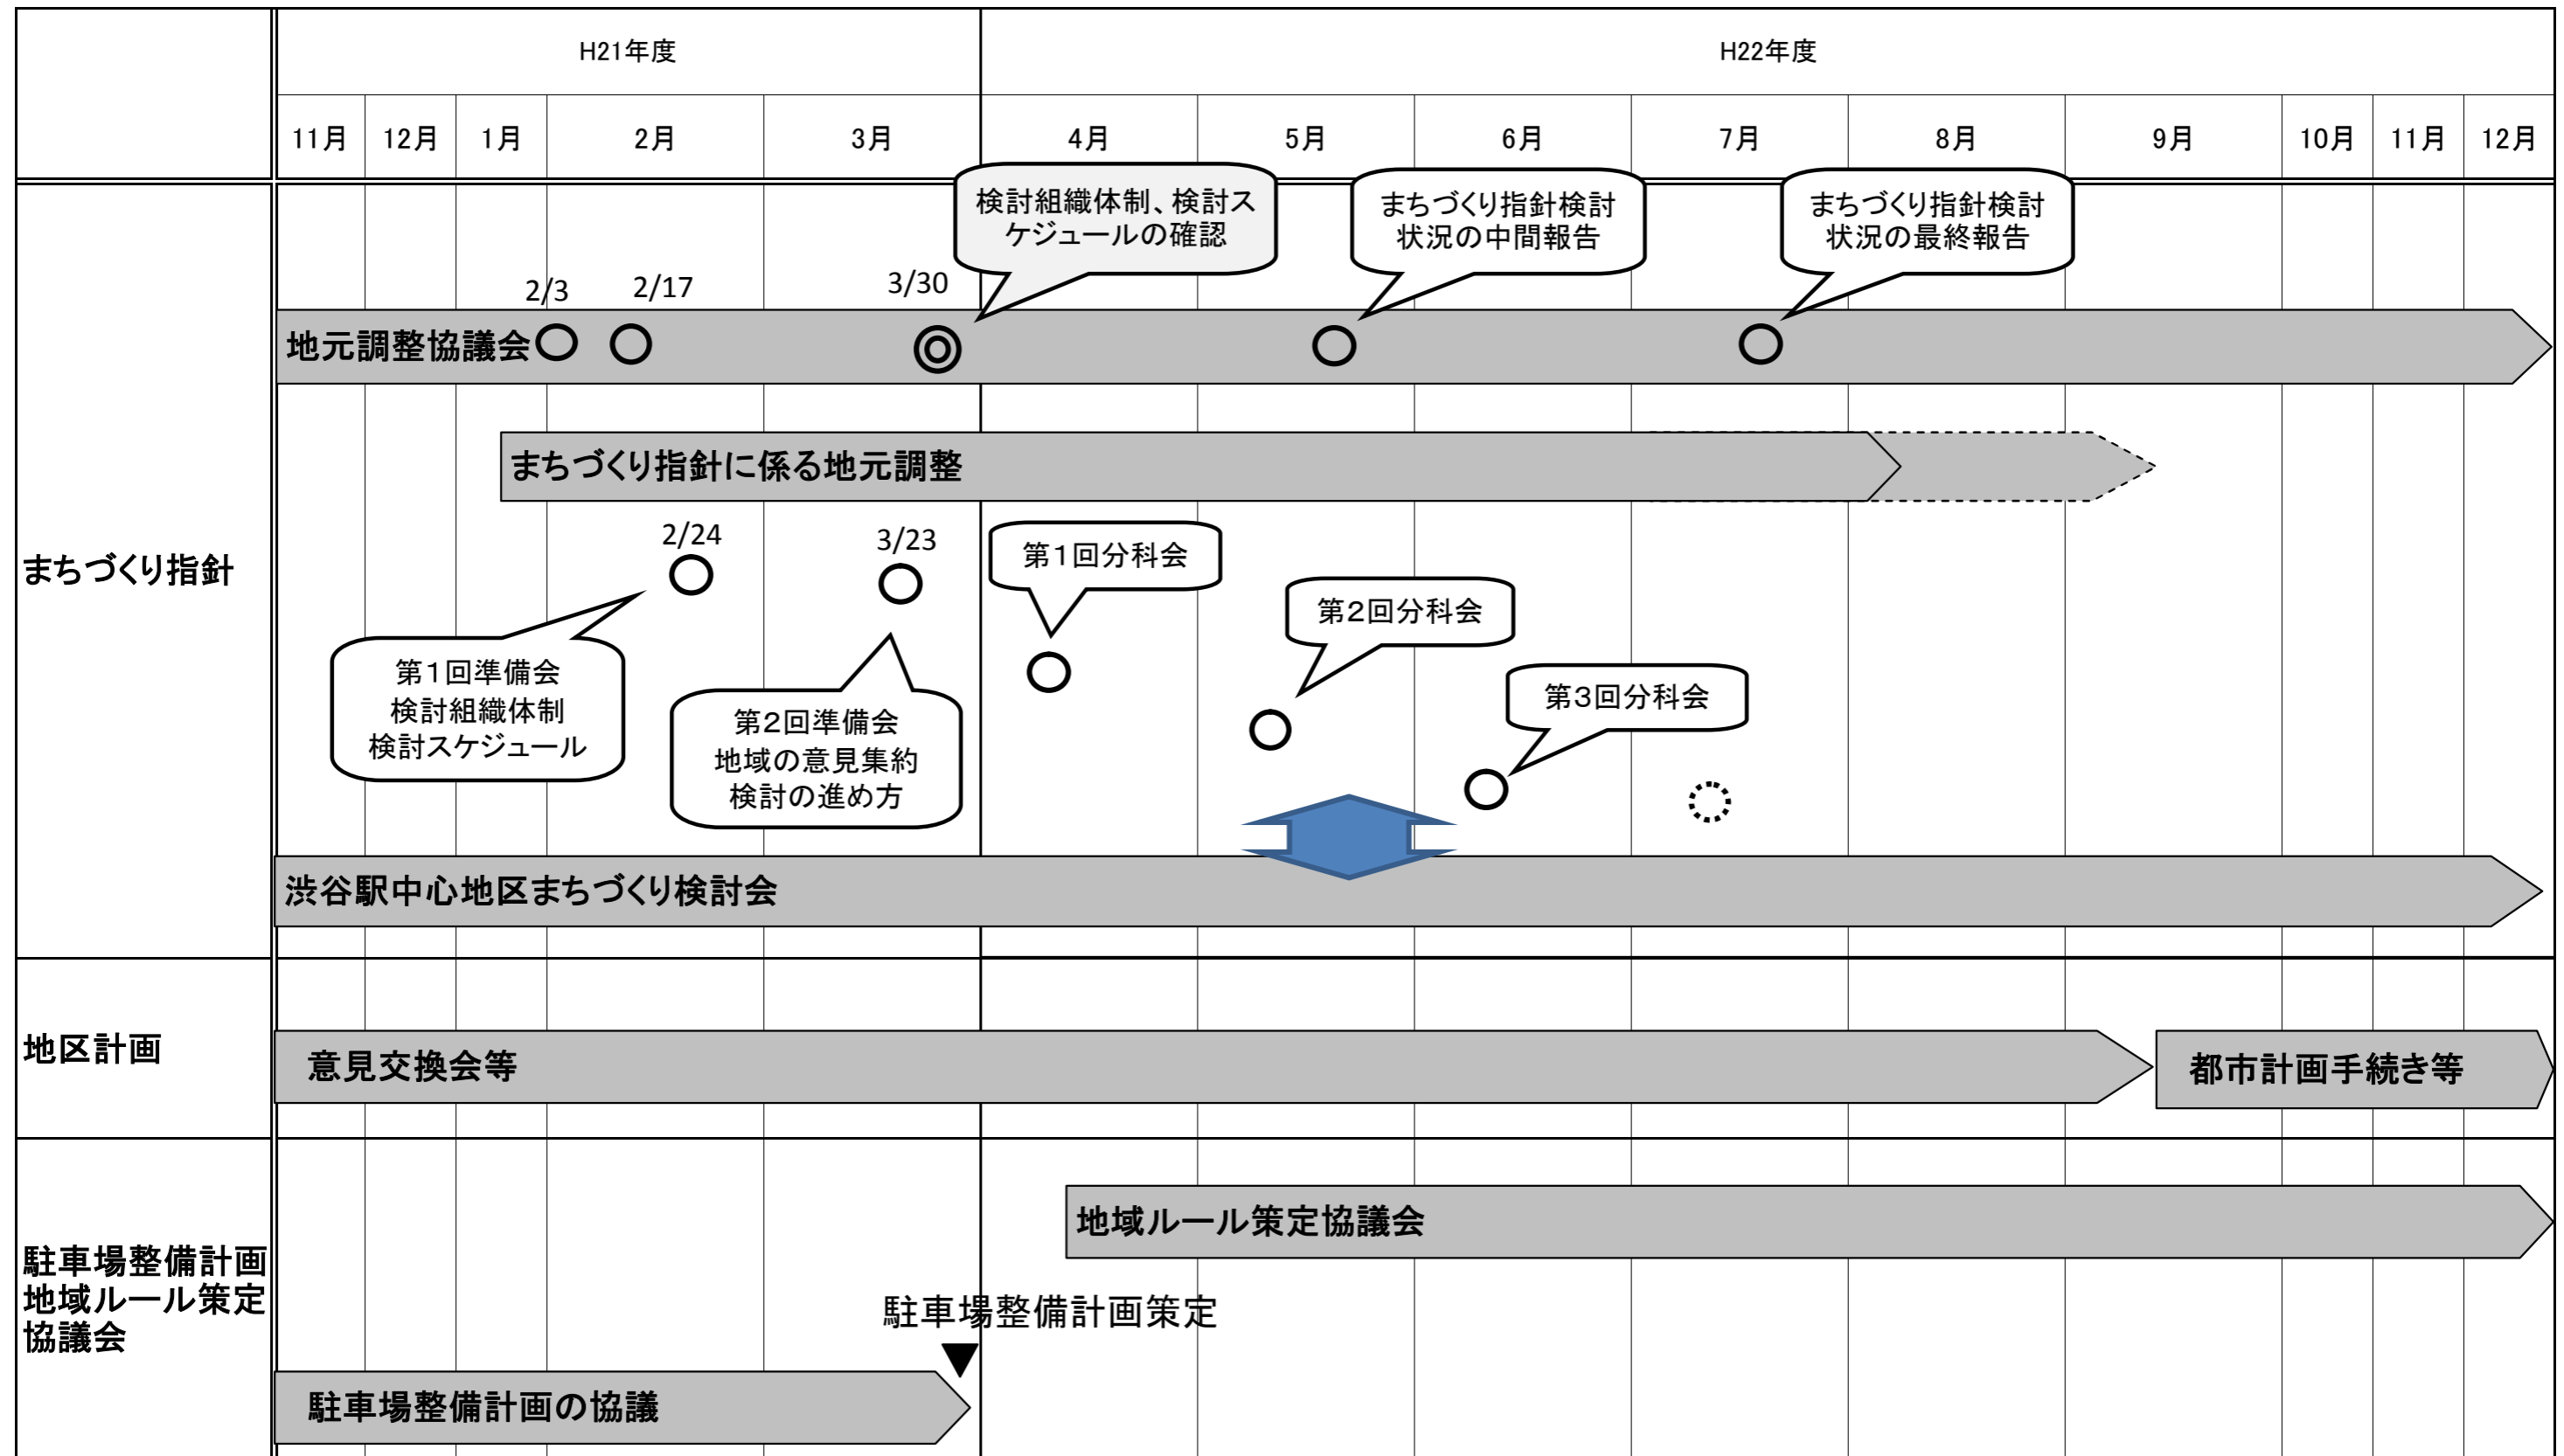 H21年度
H22年度
11月
12月
1月
2月
3月
4月
5月
6月
7月
8月
9月
10月
11月
12月
まちづくり指針
検討組織体制、検討ス
ケジュールの確認
まちづくり指針検討
状況の中間報告
まちづくり指針検討
状況の最終報告
2/3
2/17
3/30
地元調整協議会
まちづくり指針に係る地元調整
2/24
3/23
第1回分科会
第2回分科会
第3回分科会
第1回準備会
検討組織体制
検討スケジュール
第2回準備会
地域の意見集約
検討の進め方
渋谷駅中心地区まちづくり検討会
地区計画
意見交換会等
都市計画手続き等
駐車場整備計画
地域ルール策定
協議会
地域ルール策定協議会
駐車場整備計画策定
▼
駐車場整備計画の協議